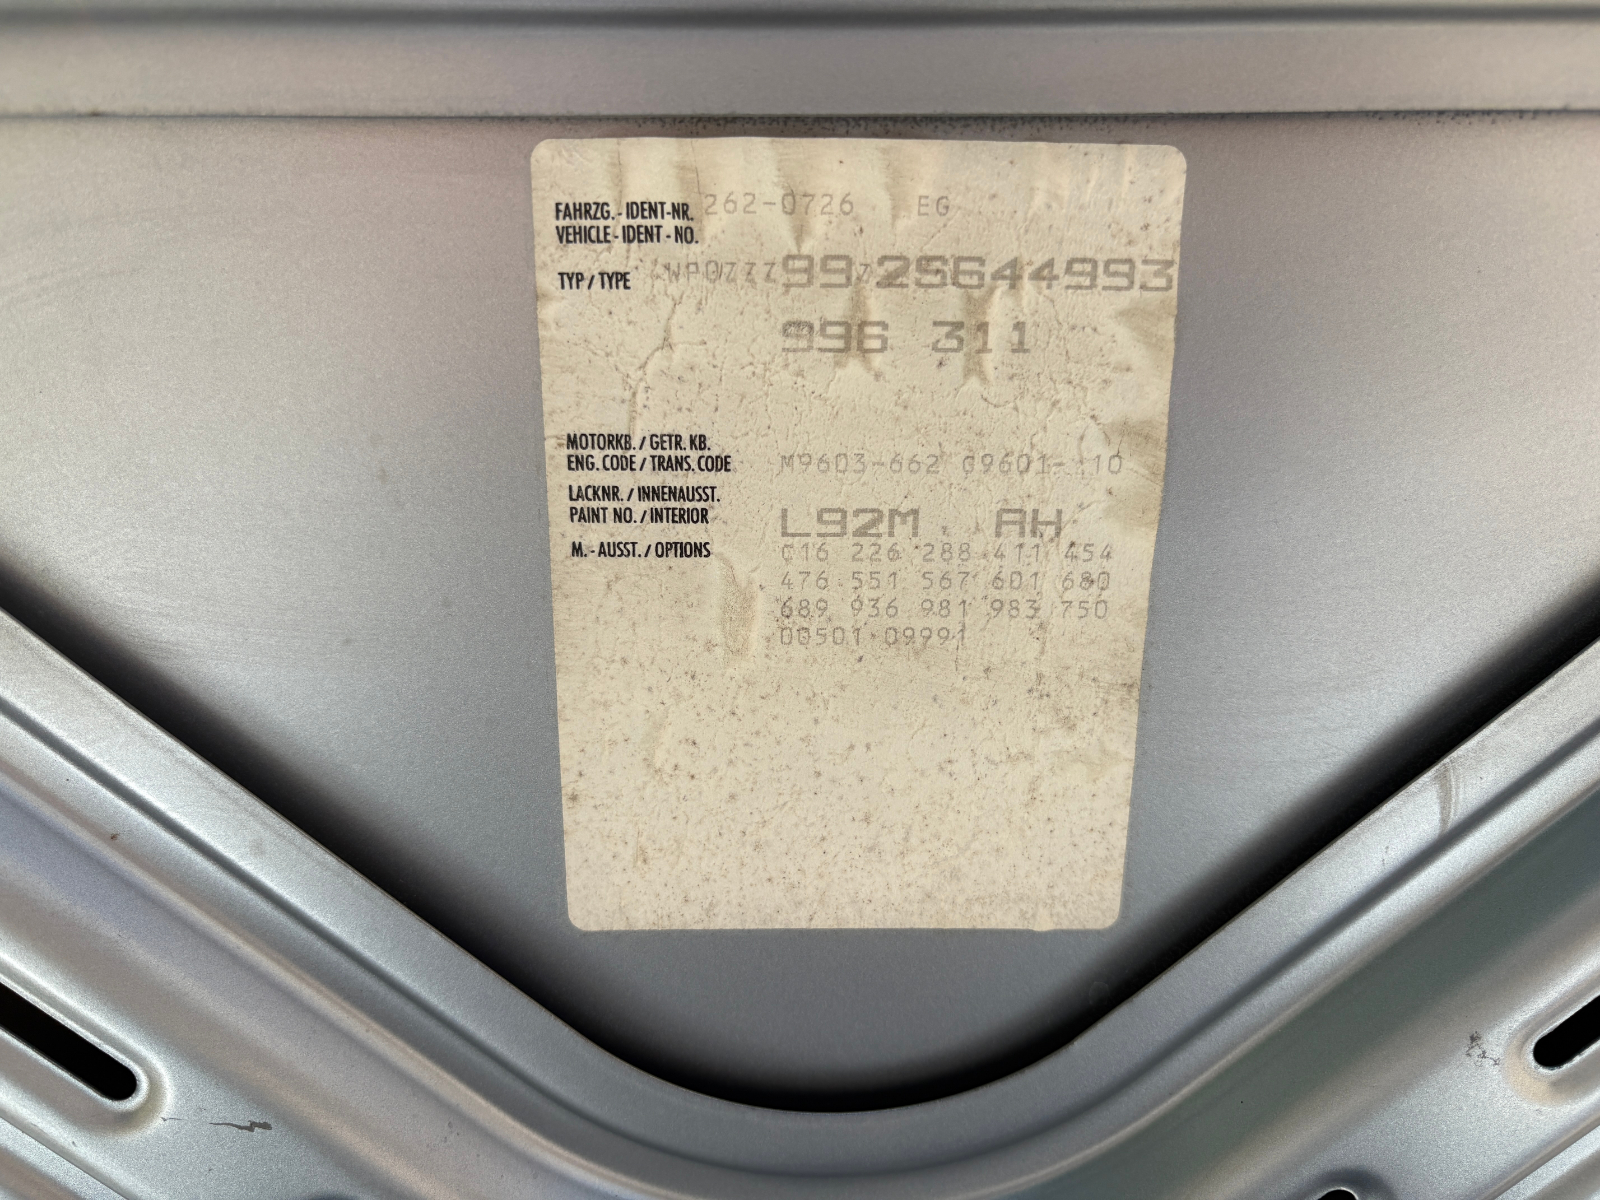 262-0726 EG
FAHRZG.-IDENT-NR.
VEHICLE-IDENT-NO.
TYP / TYPE
996 311
MOTORKB. / GETR. KB.
ENG. CODE / TRANS. CODE M9603-662
LACKNR. / INNENAUSST.
PAINT NO. / INTERIOR L92M AH
M.-AUSST. / OPTIONS C16 226 288 411 454
476 551 567 601 680
689 936 981 983 750
00501 09991